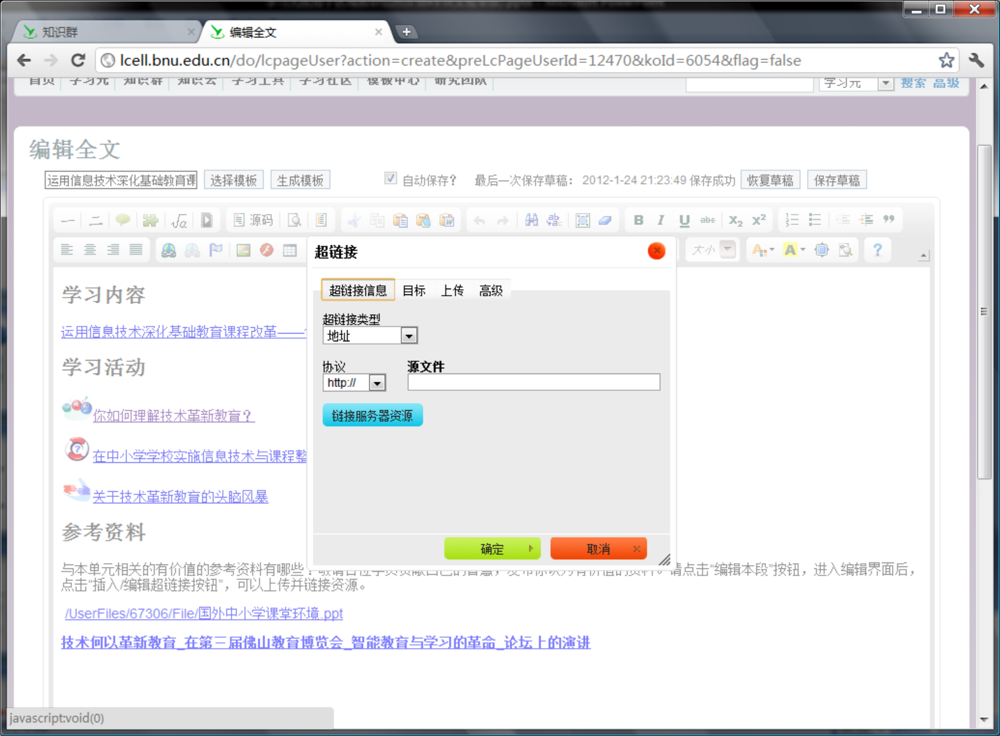 知识群
编辑全文
lcell.bnu.edu.cn/do/lcpageUser?action=create&preLcPageUserId=12470&koId=6054&flag=false
首页 学习元 知识群 知识云 学习工具 学习社区 模板中心 研究团队 学习元 搜索 高级
编辑全文
运用信息技术深化基础教育课 选择模板 生成模板 自动保存? 最后一次保存草稿: 2012-1-24 21:23:49 保存成功 恢复草稿 保存草稿
源码
大小
超链接
超链接信息 目标 上传 高级
超链接类型
地址
协议 源文件
http://
链接服务器资源
确定 取消
学习内容
运用信息技术深化基础教育课程改革——
学习活动
你如何理解技术革新教育?
在中小学学校实施信息技术与课程整
关于技术革新教育的头脑风暴
参考资料
与本单元相关的有价值的参考资料有哪些 请点击“编辑本段”按钮，进入编辑界面后，
点击“插入/编辑超链接按钮”，可以上传并链接资源。
/UserFiles/67306/File/国外中小学课堂环境.ppt
技术何以革新教育_在第三届佛山教育博览会_智能教育与学习的革命_论坛上的演讲
javascript:void(0)